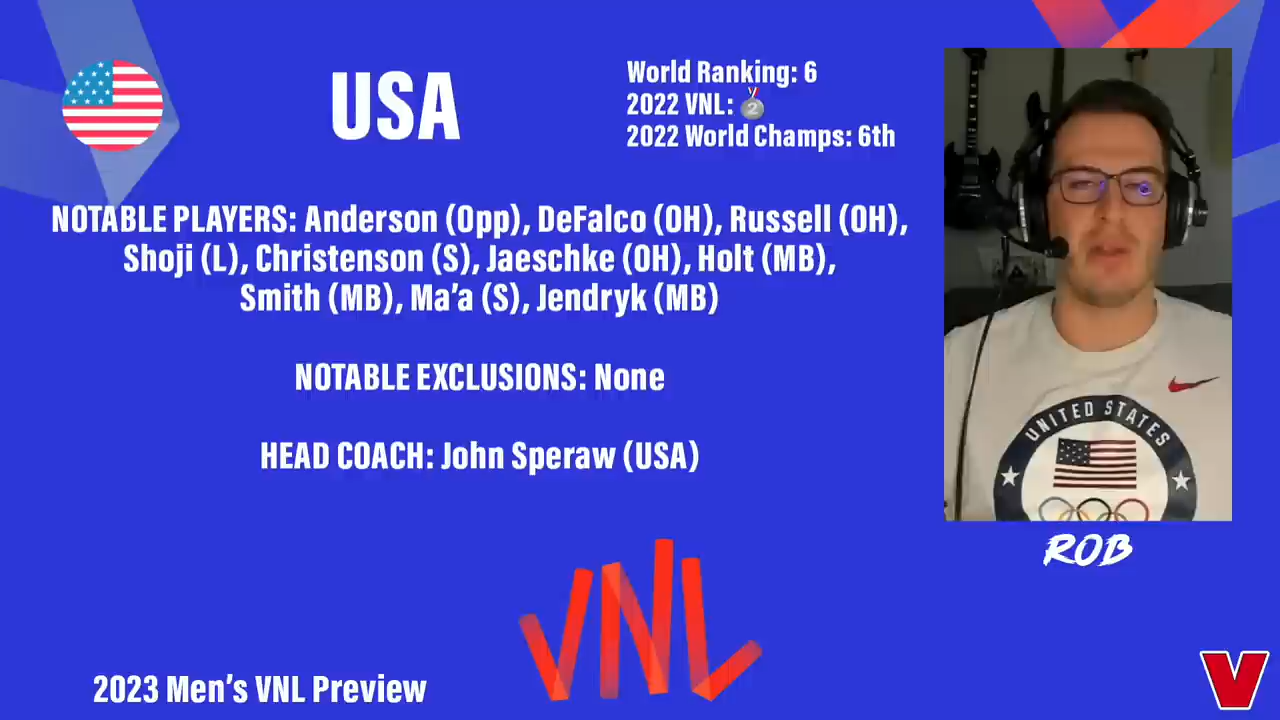 USA
World Ranking: 6
2022 VNL: 🥈
2022 World Champs: 6th
NOTABLE PLAYERS: Anderson (Opp), DeFalco (OH), Russell (OH),
Shoji (L), Christenson (S), Jaeschke (OH), Holt (MB),
Smith (MB), Ma’a (S), Jendryk (MB)
NOTABLE EXCLUSIONS: None
HEAD COACH: John Speraw (USA)
UNITED STATES
ROB
VNL
2023 Men’s VNL Preview
V